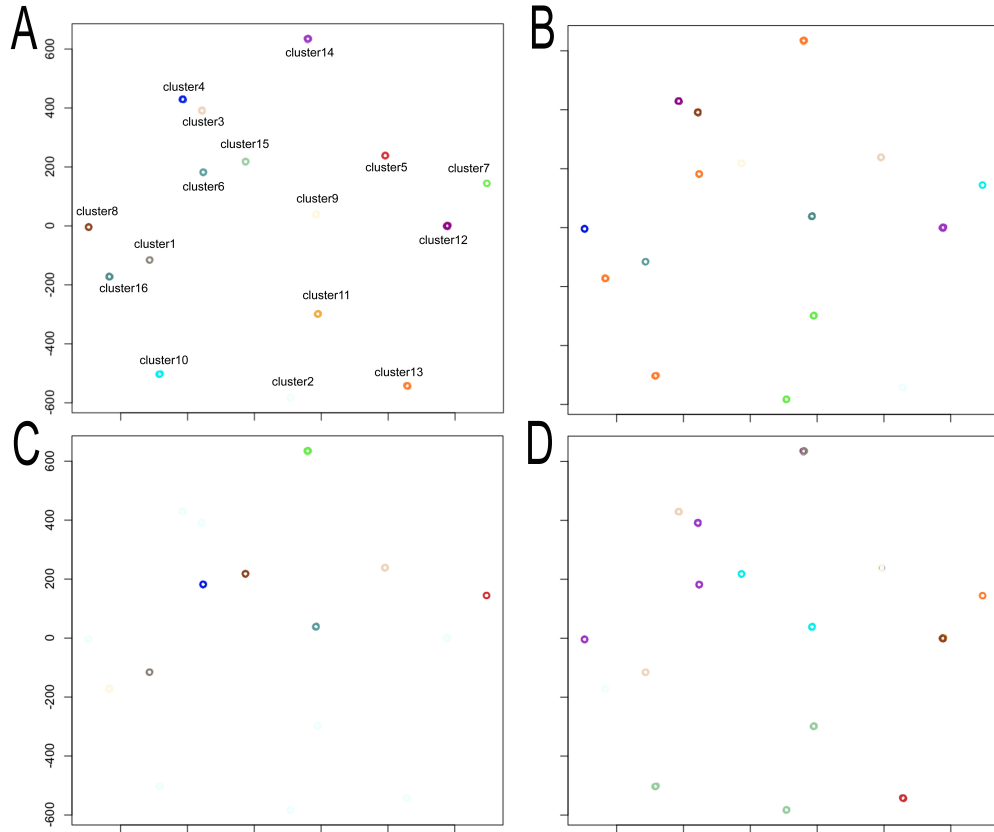 A
B
600
400
200
0
-200
-400
-600
cluster14
cluster4
cluster3
cluster15
cluster6
cluster5
cluster7
cluster9
cluster8
cluster12
cluster1
cluster16
cluster11
cluster10
cluster2
cluster13
C
D
600
400
200
0
-200
-400
-600